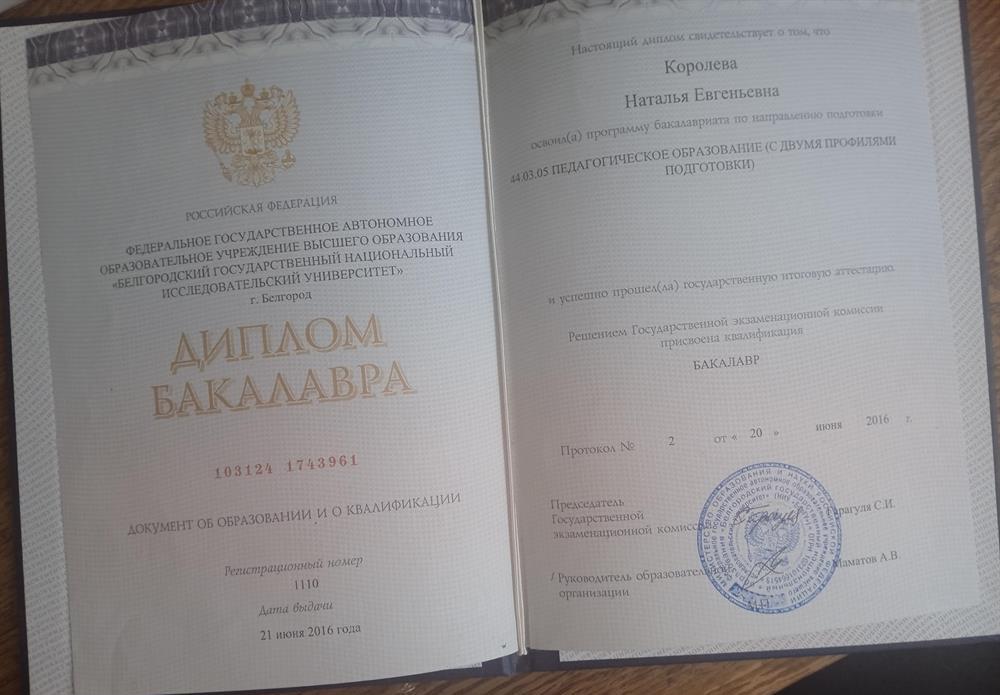 РОССИЙСКАЯ ФЕДЕРАЦИЯ
ФЕДЕРАЛЬНОЕ ГОСУДАРСТВЕННОЕ АВТОНОМНОЕ
ОБРАЗОВАТЕЛЬНОЕ УЧРЕЖДЕНИЕ ВЫСШЕГО ОБРАЗОВАНИЯ
«БЕЛГОРОДСКИЙ ГОСУДАРСТВЕННЫЙ НАЦИОНАЛЬНЫЙ
ИССЛЕДОВАТЕЛЬСКИЙ УНИВЕРСИТЕТ»
г. Белгород
ДИПЛОМ
БАКАЛАВРА
103124 1743961
ДОКУМЕНТ ОБ ОБРАЗОВАНИИ И О КВАЛИФИКАЦИИ
Регистрационный номер
1110
Дата выдачи
21 июня 2016 года
Настоящий диплом свидетельствует о том, что
Королева
Наталья Евгеньевна
освоил(а) программу бакалавриата по направлению подготовки
44.03.05 ПЕДАГОГИЧЕСКОЕ ОБРАЗОВАНИЕ (С ДВУМЯ ПРОФИЛЯМИ
ПОДГОТОВКИ)
и успешно прошел(ла) государственную итоговую аттестацию
Решением Государственной экзаменационной комиссии
присвоена квалификация
БАКАЛАВР
Протокол № 2 от « 20 » июня 2016 г.
Председатель
Государственной
экзаменационной комиссии Гарагуля С.И.
Руководитель образовательной Маматов А.В.
организации